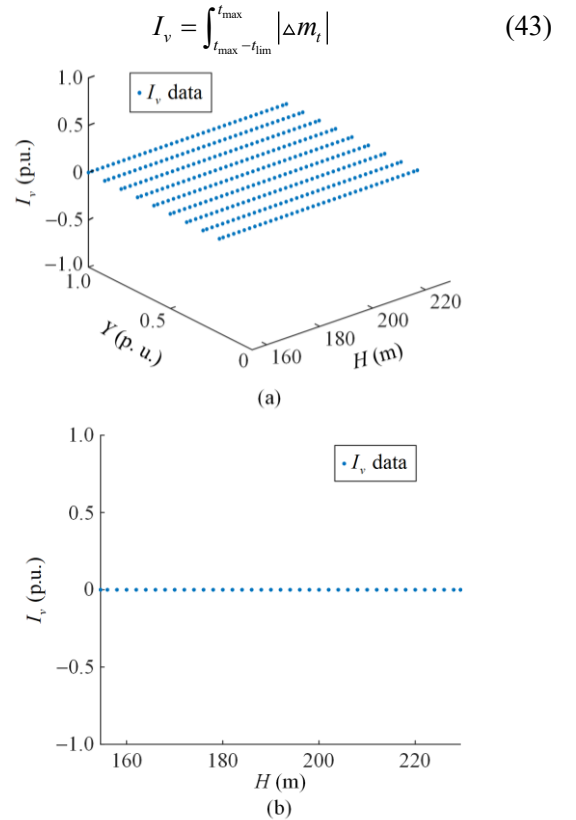 I_v = ∫_{t_max − t_lim}^{t_max} |△m_t| (43)
1.0
I_v data
0.5
0
−0.5
−1.0
I_v (p.u.)
1.0
0.5
0
Y (p. u.)
160
180
200
220
H (m)
(a)
1.0
I_v data
0.5
0
−0.5
−1.0
I_v (p.u.)
160 180 200 220
H (m)
(b)